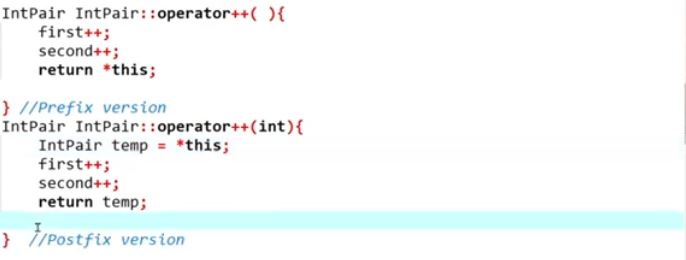 IntPair IntPair::operator++( ){
first++;
second++;
return *this;
} //Prefix version
IntPair IntPair::operator++(int){
IntPair temp = *this;
first++;
second++;
return temp;
} //Postfix version